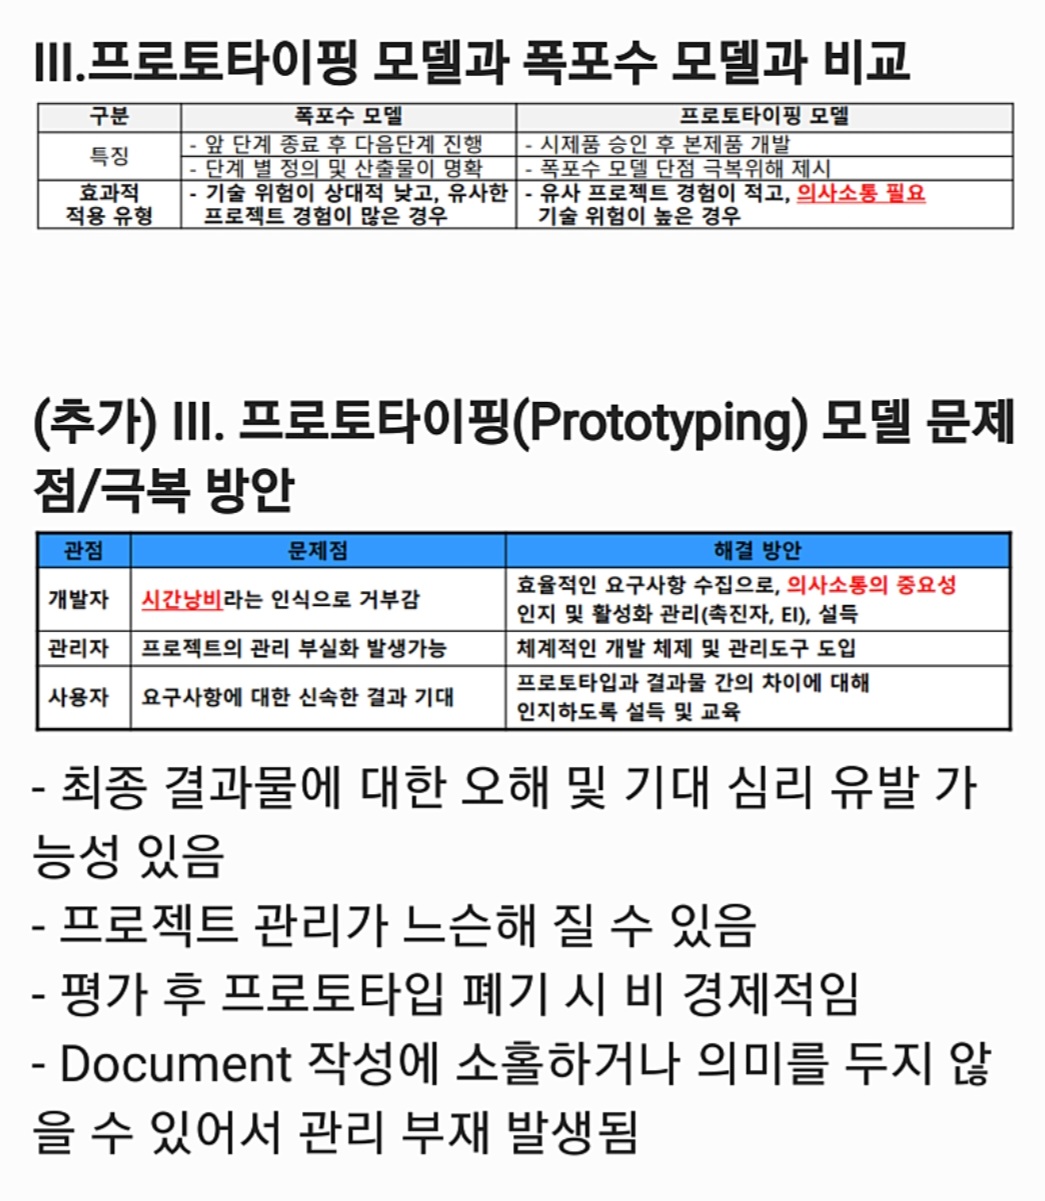 III.프로토타이핑 모델과 폭포수 모델과 비교
구분 폭포수 모델 프로토타이핑 모델
특징 - 앞 단계 종료 후 다음단계 진행 - 시제품 승인 후 본제품 개발
- 단계 별 정의 및 산출물이 명확 - 폭포수 모델 단점 극복위해 제시
효과적 - 기술 위험이 상대적 낮고, 유사한 - 유사 프로젝트 경험이 적고, 의사소통 필요
적용 유형 프로젝트 경험이 많은 경우 기술 위험이 높은 경우
(추가) III. 프로토타이핑(Prototyping) 모델 문제
점/극복 방안
관점 문제점 해결 방안
개발자 시간낭비라는 인식으로 거부감 효율적인 요구사항 수집으로, 의사소통의 중요성
인지 및 활성화 관리(촉진자, EI), 설득
관리자 프로젝트의 관리 부실화 발생가능 체계적인 개발 체제 및 관리도구 도입
사용자 요구사항에 대한 신속한 결과 기대 프로토타입과 결과물 간의 차이에 대해
인지하도록 설득 및 교육
- 최종 결과물에 대한 오해 및 기대 심리 유발 가
능성 있음
- 프로젝트 관리가 느슨해 질 수 있음
- 평가 후 프로토타입 폐기 시 비 경제적임
- Document 작성에 소홀하거나 의미를 두지 않
을 수 있어서 관리 부재 발생됨